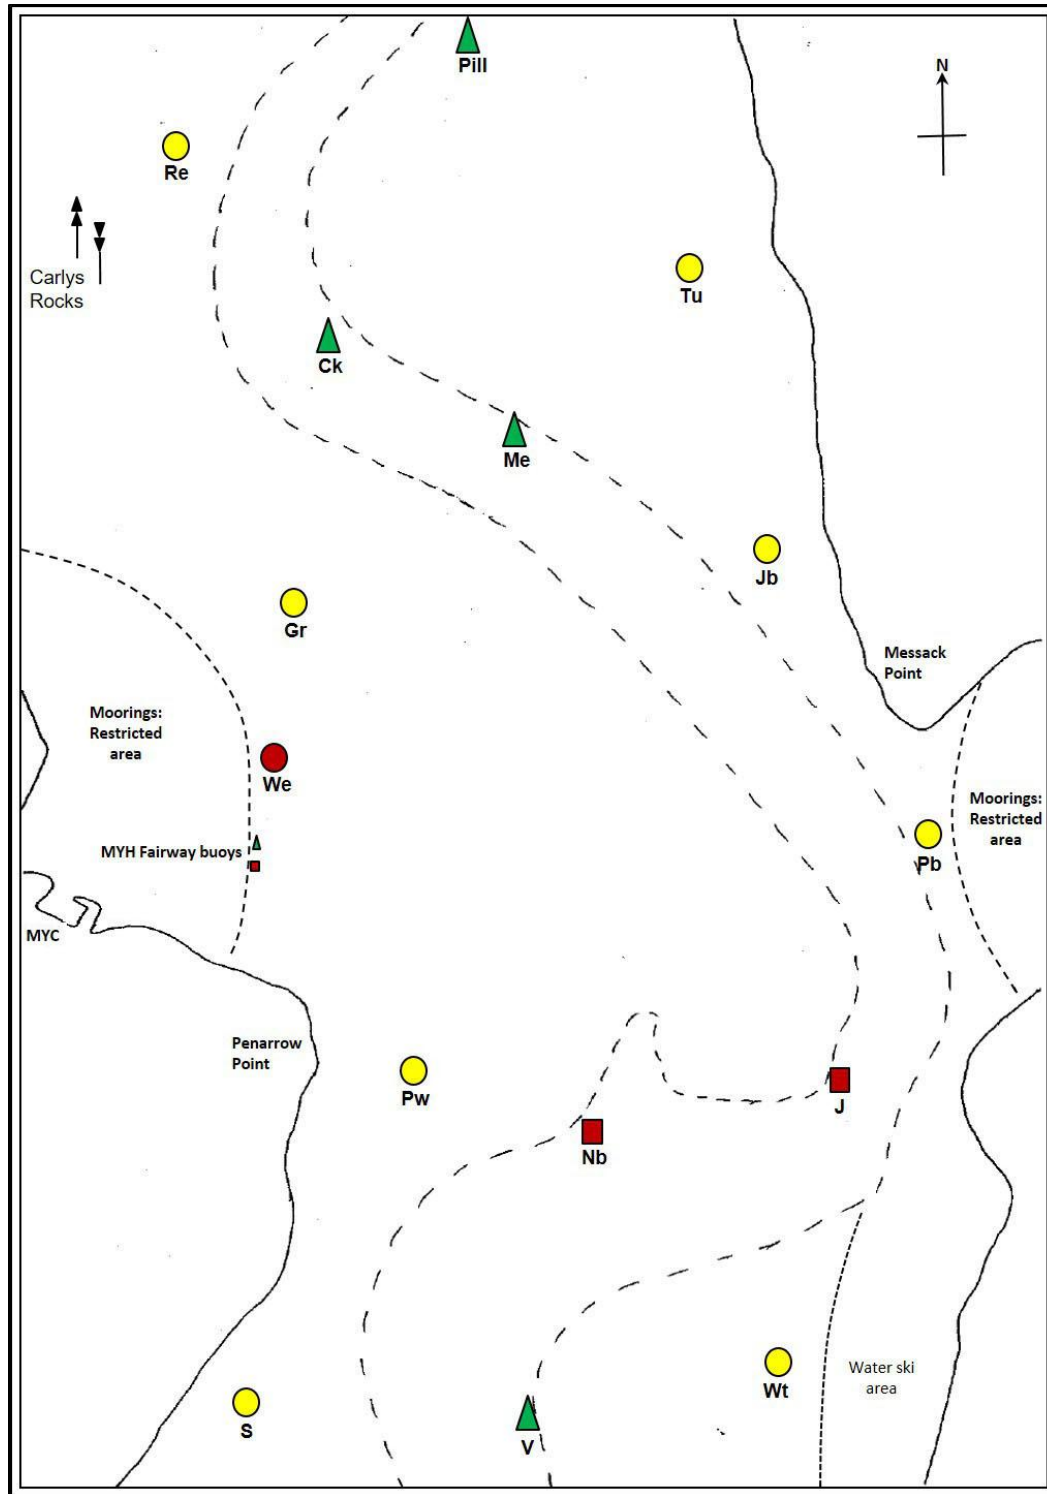 Pill
N
Re
Carlys
Rocks
Tu
Ck
Me
Jb
Gr
Messack
Point
Moorings:
Restricted
area
We
Moorings:
Restricted
area
MYH Fairway buoys
Pb
MYC
Penarrow
Point
Pw
J
Nb
Water ski
area
Wt
S
V